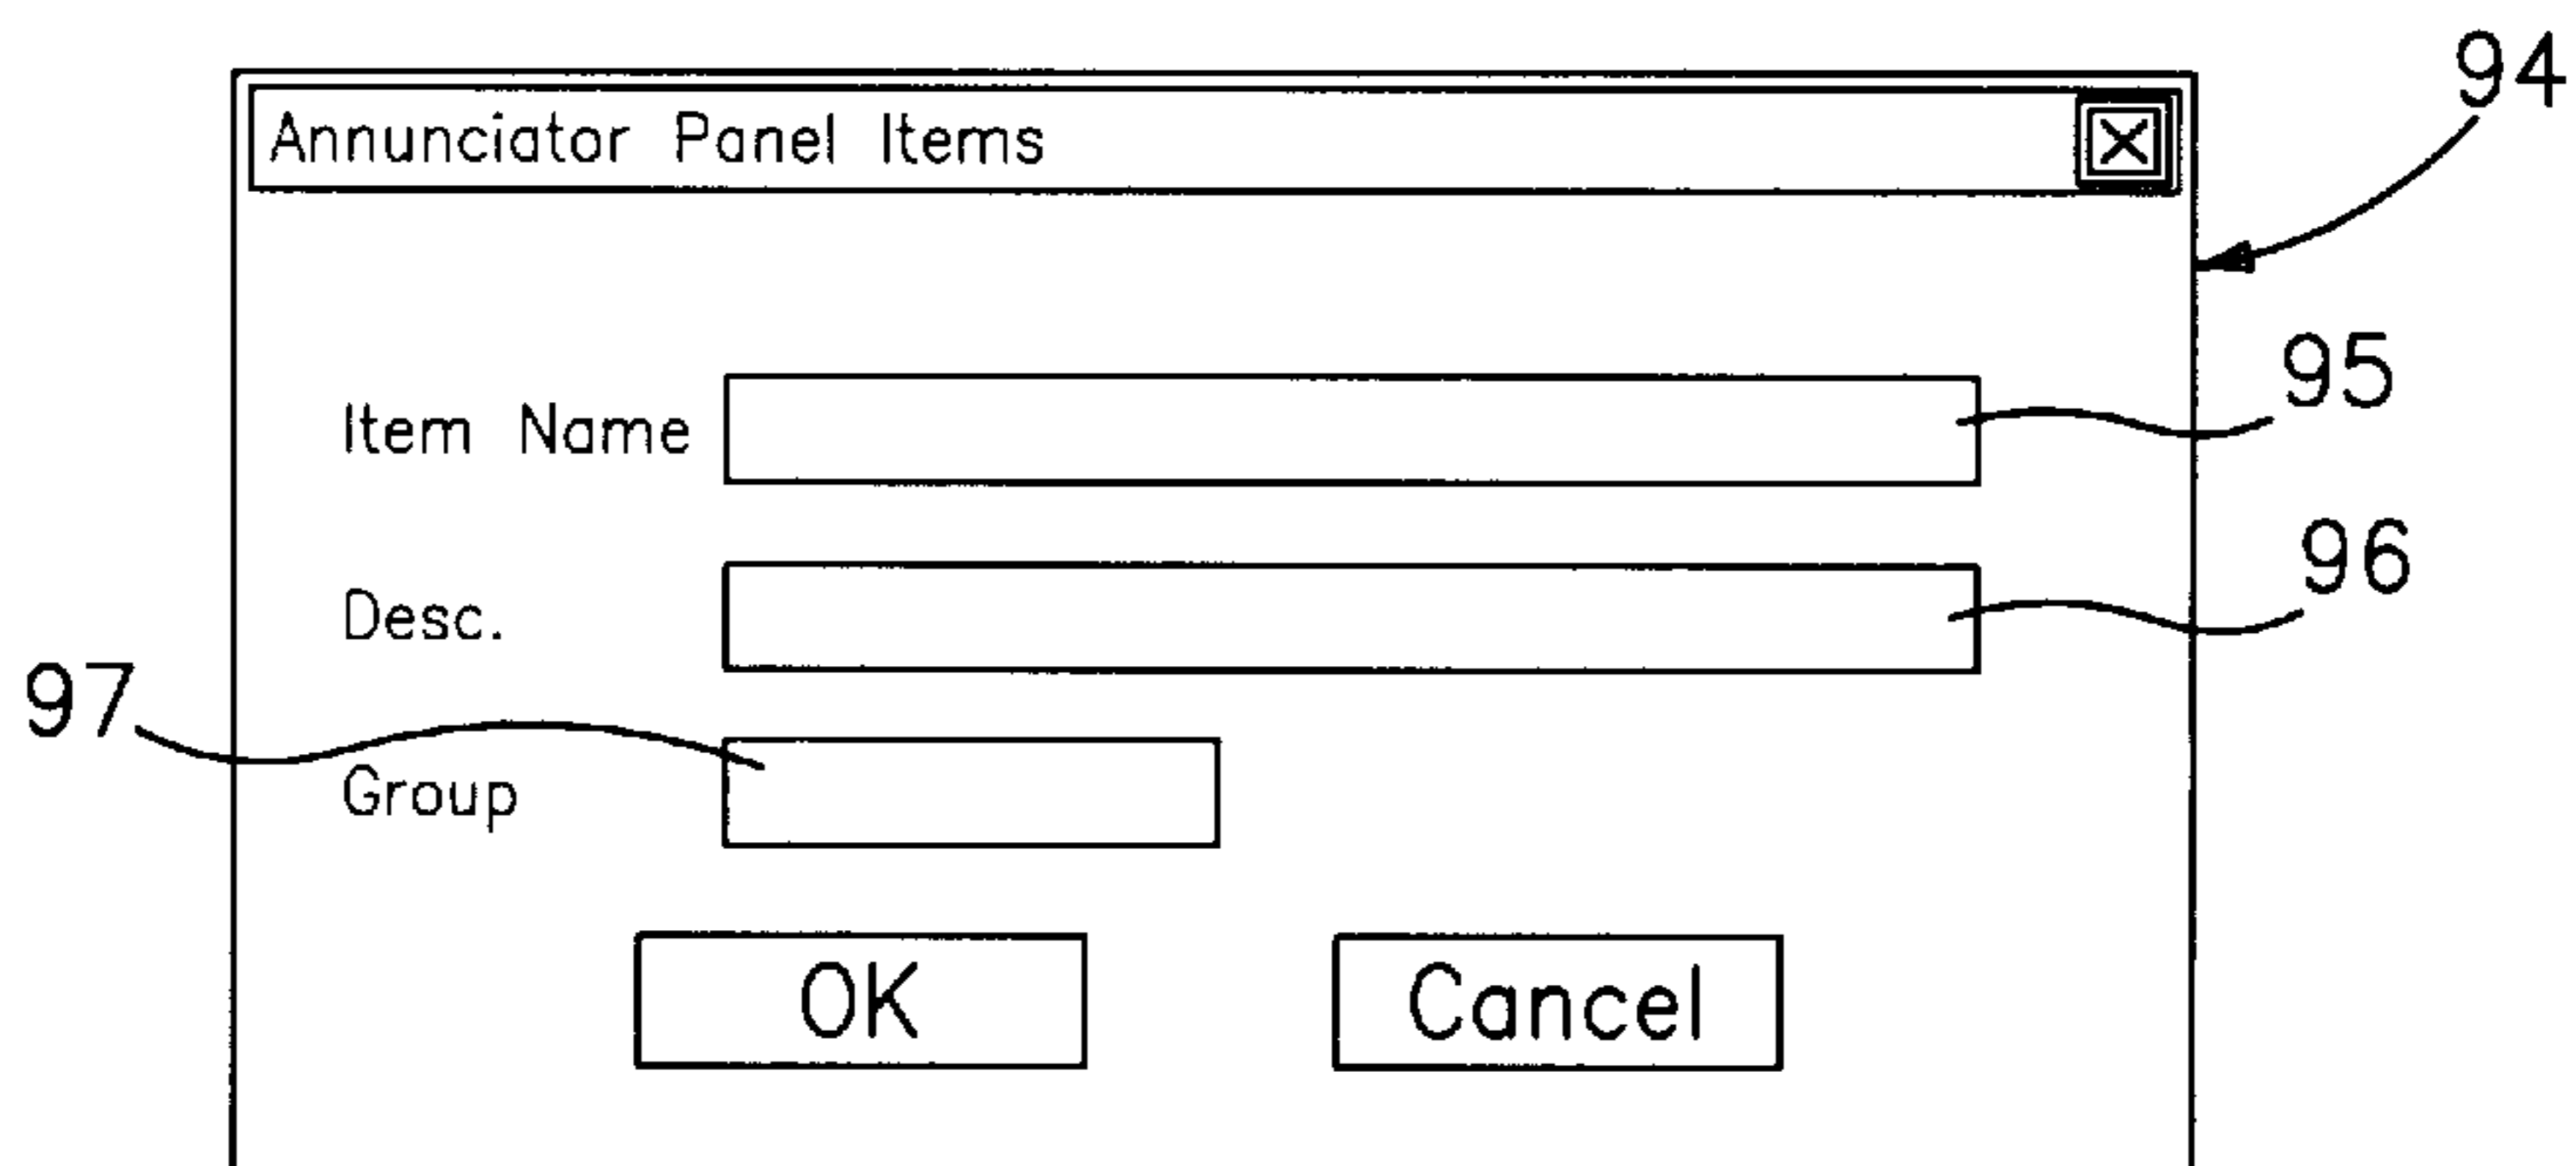 94
Annunciator Panel Items
95
Item Name
96
Desc.
97
Group
OK
Cancel